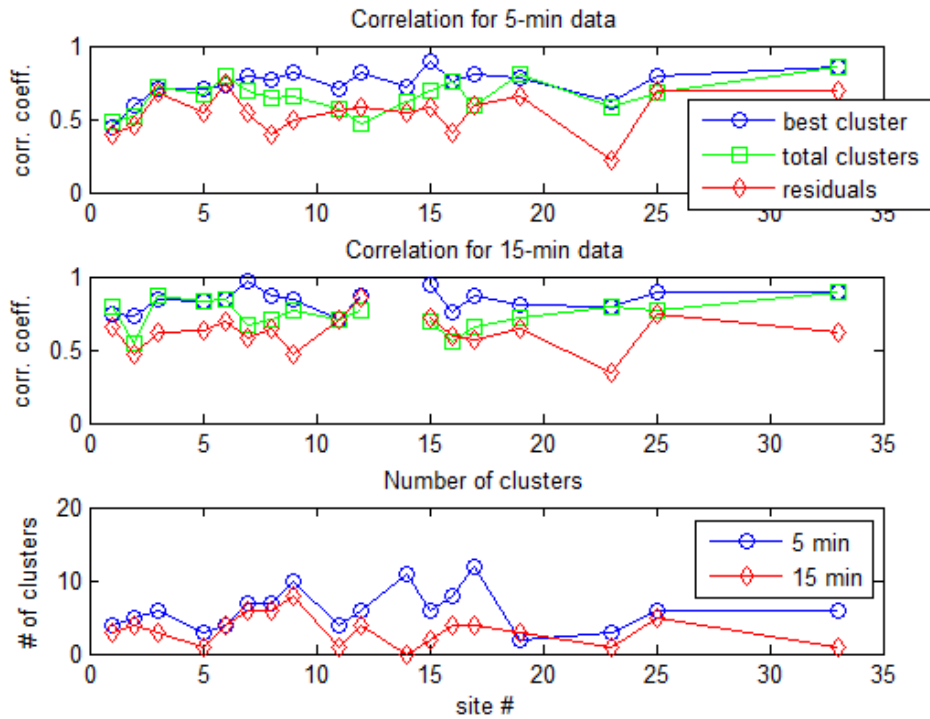 Correlation for 5-min data
corr. coeff.
1
0.5
0
0 5 10 15 20 25 30 35
best cluster
total clusters
residuals
Correlation for 15-min data
corr. coeff.
1
0.5
0
0 5 10 15 20 25 30 35
Number of clusters
# of clusters
20
10
0
0 5 10 15 20 25 30 35
5 min
15 min
site #